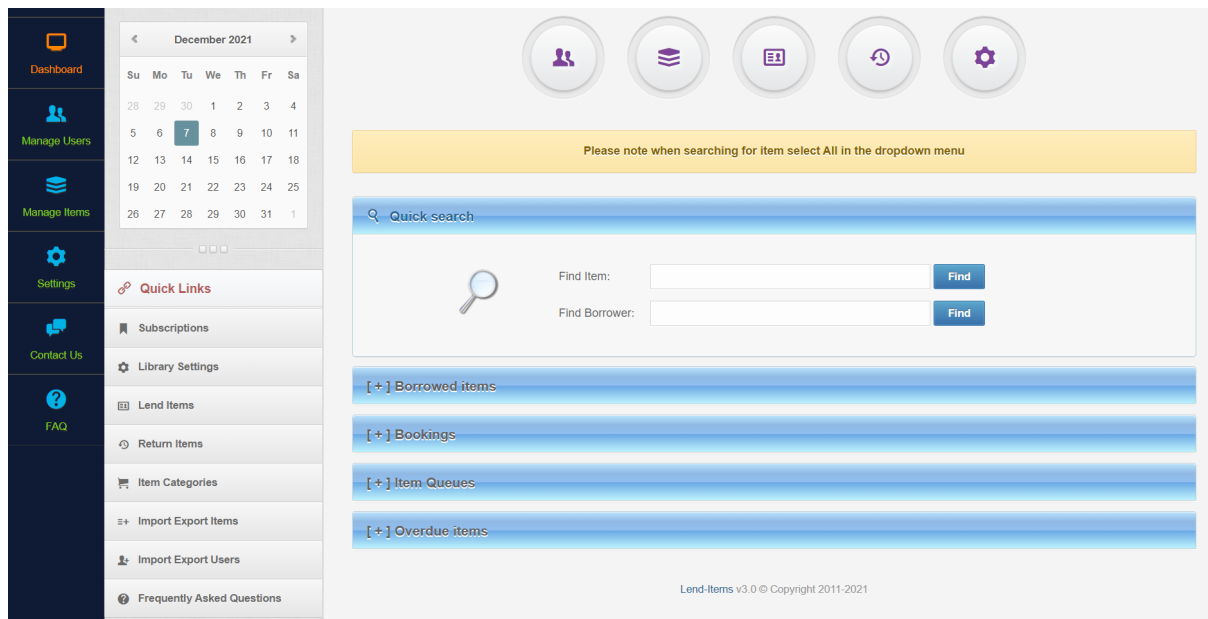 Dashboard
Manage Users
Manage Items
Settings
Contact Us
FAQ
December 2021
Su Mo Tu We Th Fr Sa
28 29 30 1 2 3 4
5 6 7 8 9 10 11
12 13 14 15 16 17 18
19 20 21 22 23 24 25
26 27 28 29 30 31 1
Quick Links
Subscriptions
Library Settings
Lend Items
Return Items
Item Categories
Import Export Items
Import Export Users
Frequently Asked Questions
Please note when searching for item select All in the dropdown menu
Quick search
Find Item: Find
Find Borrower: Find
[ + ] Borrowed items
[ + ] Bookings
[ + ] Item Queues
[ + ] Overdue items
Lend-Items v3.0 © Copyright 2011-2021